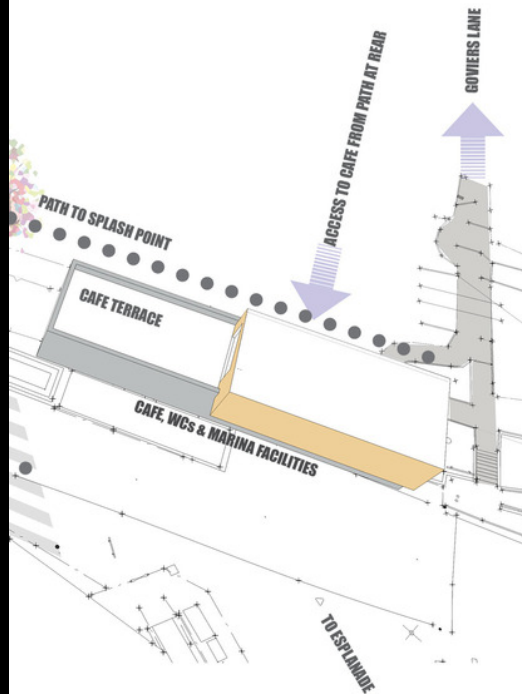 GOVIERS LANE
ACCESS TO CAFE FROM PATH AT REAR
PATH TO SPLASH POINT
CAFE TERRACE
CAFE, WCs & MARINA FACILITIES
TO ESPLANADE